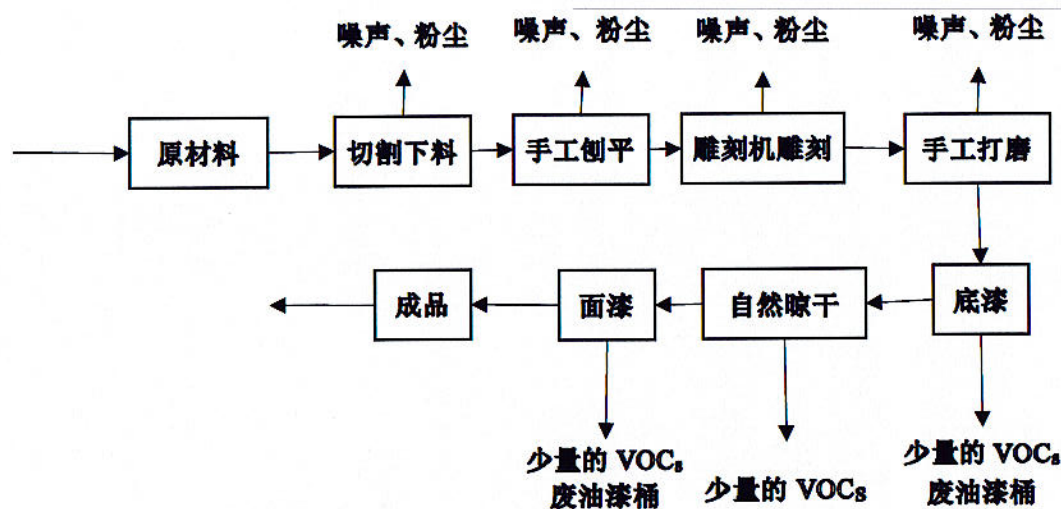 噪声、粉尘
噪声、粉尘
噪声、粉尘
噪声、粉尘
原材料
切割下料
手工刨平
雕刻机雕刻
手工打磨
成品
面漆
自然晾干
底漆
少量的 VOCs
废油漆桶
少量的 VOCs
少量的 VOCs
废油漆桶